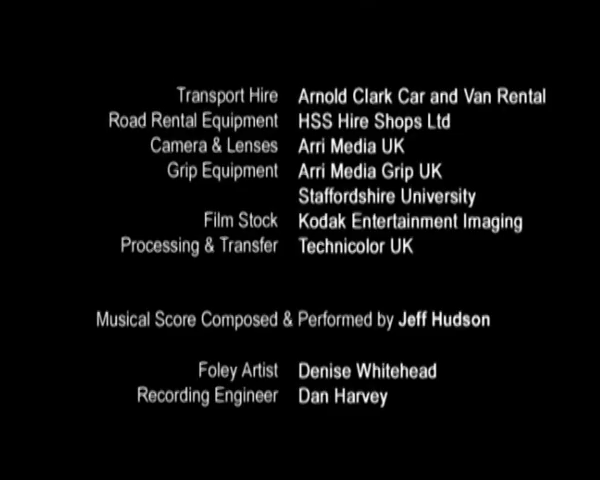 Transport Hire Arnold Clark Car and Van Rental
Road Rental Equipment HSS Hire Shops Ltd
Camera & Lenses Arri Media UK
Grip Equipment Arri Media Grip UK
Staffordshire University
Film Stock Kodak Entertainment Imaging
Processing & Transfer Technicolor UK
Musical Score Composed & Performed by Jeff Hudson
Foley Artist Denise Whitehead
Recording Engineer Dan Harvey